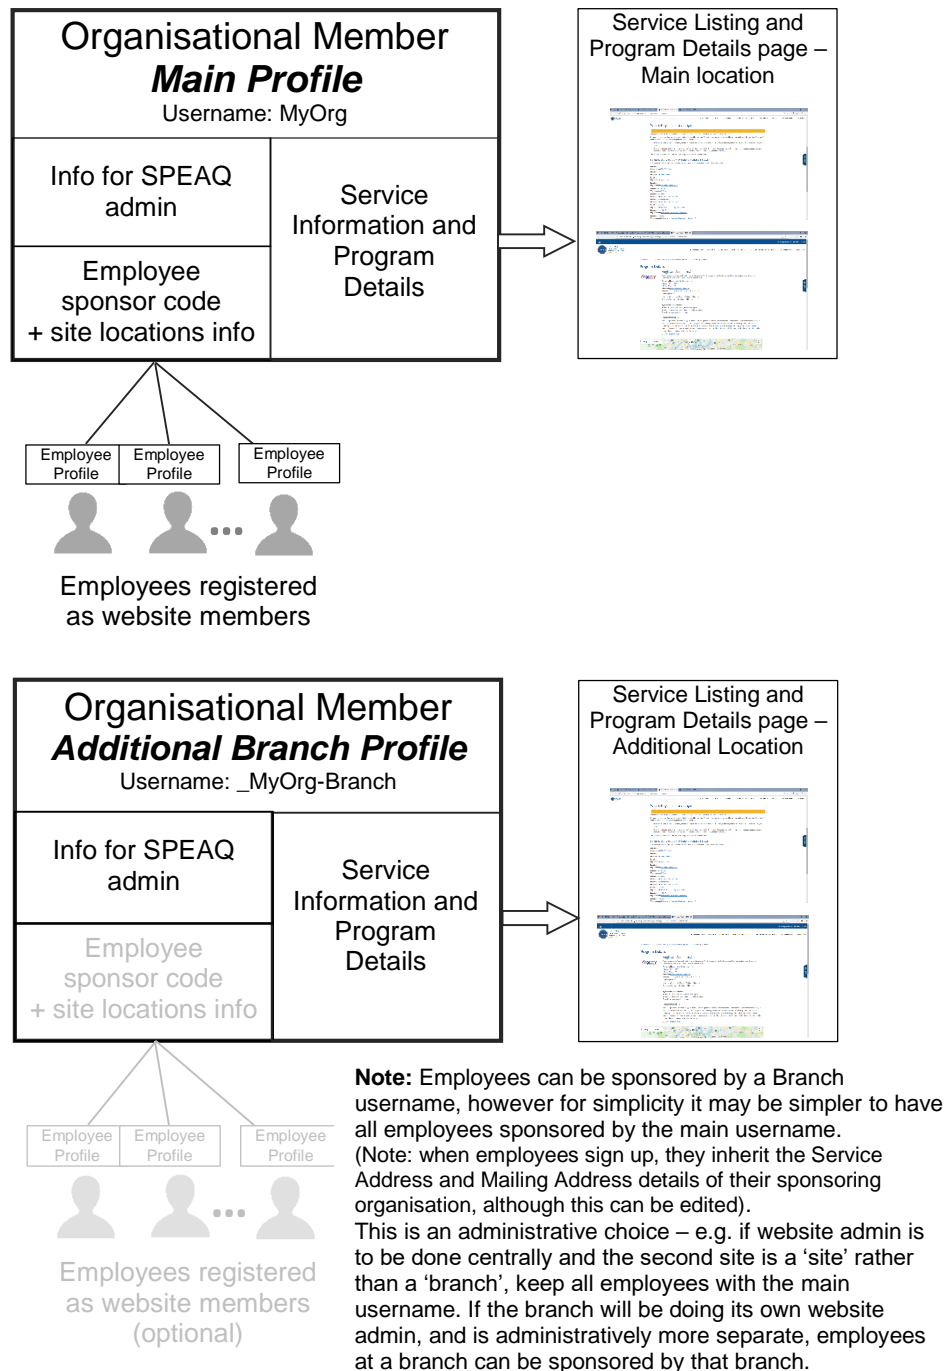 Organisational Member
Main Profile
Username: MyOrg
Info for SPEAQ
admin
Employee
sponsor code
+ site locations info
Service
Information and
Program
Details
Service Listing and
Program Details page –
Main location
Employee
Profile
Employee
Profile
Employee
Profile
Employees registered
as website members
Organisational Member
Additional Branch Profile
Username: _MyOrg-Branch
Info for SPEAQ
admin
Employee
sponsor code
+ site locations info
Service
Information and
Program
Details
Service Listing and
Program Details page –
Additional Location
Employee
Profile
Employee
Profile
Employee
Profile
Employees registered
as website members
(optional)
Note: Employees can be sponsored by a Branch
username, however for simplicity it may be simpler to have
all employees sponsored by the main username.
(Note: when employees sign up, they inherit the Service
Address and Mailing Address details of their sponsoring
organisation, although this can be edited).
This is an administrative choice – e.g. if website admin is
to be done centrally and the second site is a ‘site’ rather
than a ‘branch’, keep all employees with the main
username. If the branch will be doing its own website
admin, and is administratively more separate, employees
at a branch can be sponsored by that branch.